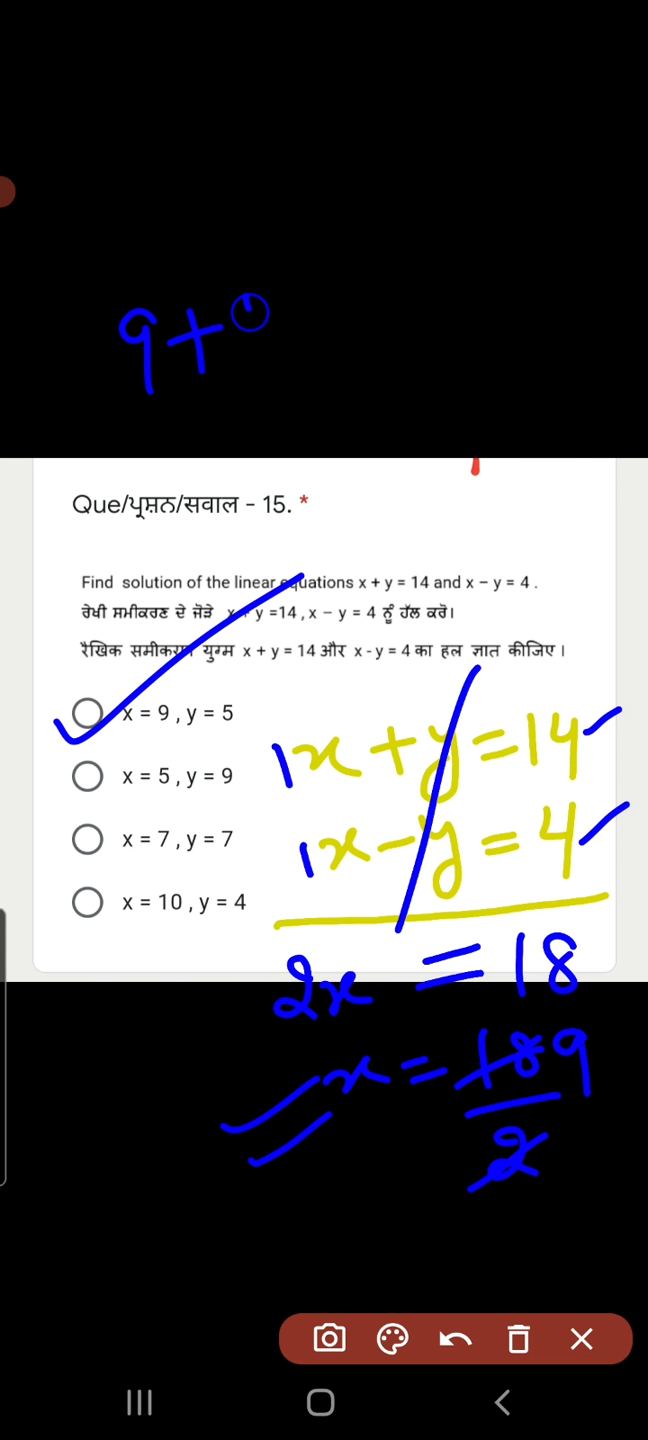 9+
Que/ਪ੍ਰਸ਼ਨ/सवाल - 15. *
Find solution of the linear equations x + y = 14 and x − y = 4 .
ਰੇਖੀ ਸਮੀਕਰਣ ਦੇ ਜੋੜੇ x + y =14 , x − y = 4 ਨੂੰ ਹੱਲ ਕਰੋ।
रैखिक समीकरण युग्म x + y = 14 और x - y = 4 का हल ज्ञात कीजिए ।
x = 9 , y = 5
x = 5 , y = 9
x = 7 , y = 7
x = 10 , y = 4
1x + y = 14
1x − y = 4
2x = 18
x = 18 9
2